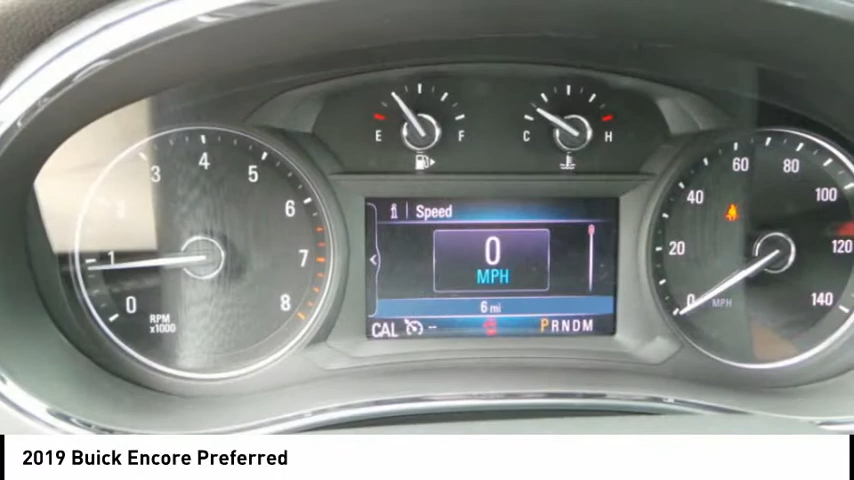 E F
C H
3 4 5 6 7 8
1 0
RPM
x1000
i Speed
0
MPH
6 mi
CAL -- PRNDM
0 20 40 60 80 100 120 140
MPH
2019 Buick Encore Preferred